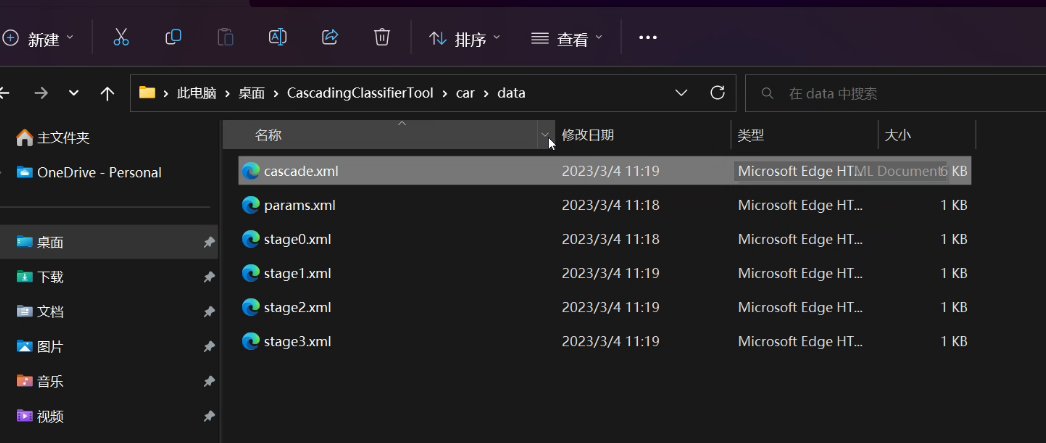 新建
排序
查看
此电脑 › 桌面 › CascadingClassifierTool › car › data
在 data 中搜索
主文件夹
OneDrive - Personal
桌面
下载
文档
图片
音乐
视频
名称 修改日期 类型 大小
cascade.xml 2023/3/4 11:19 Microsoft Edge HTML Document 6 KB
params.xml 2023/3/4 11:18 Microsoft Edge HT... 1 KB
stage0.xml 2023/3/4 11:18 Microsoft Edge HT... 1 KB
stage1.xml 2023/3/4 11:19 Microsoft Edge HT... 1 KB
stage2.xml 2023/3/4 11:19 Microsoft Edge HT... 1 KB
stage3.xml 2023/3/4 11:19 Microsoft Edge HT... 1 KB